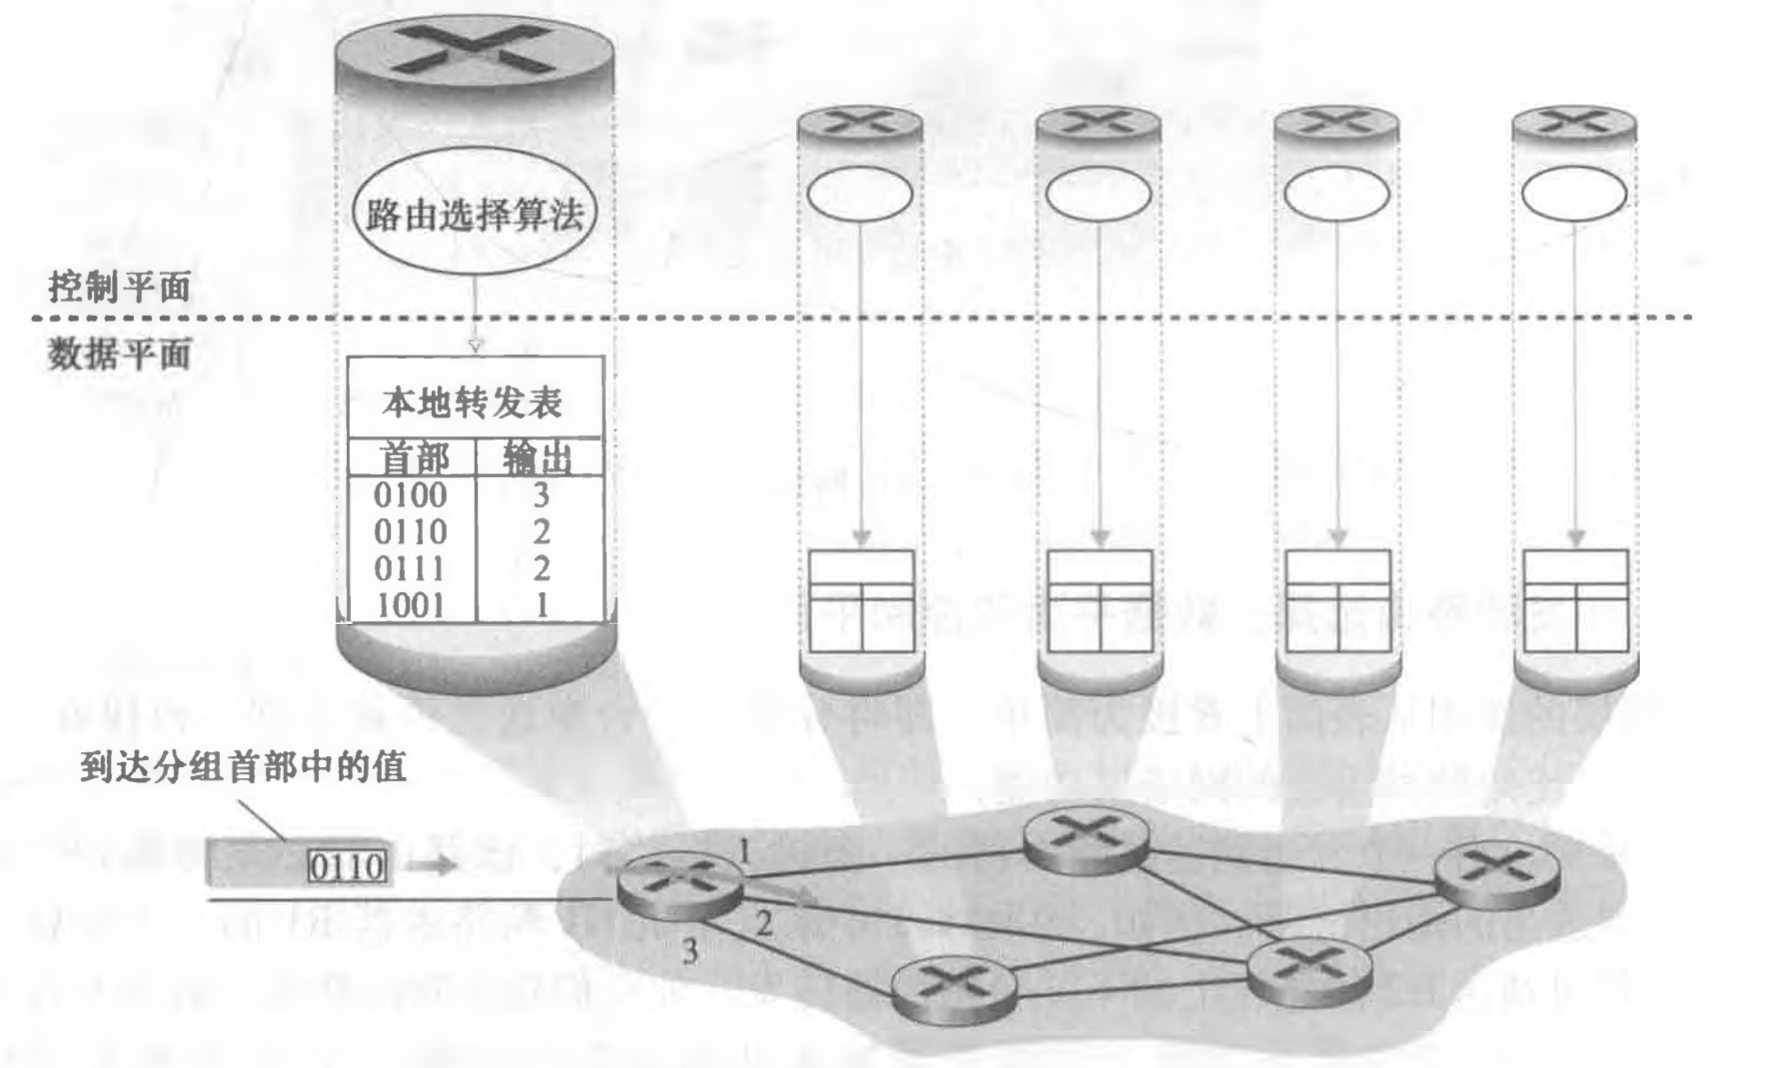 路由选择算法
控制平面
数据平面
本地转发表
首部 输出
0100 3
0110 2
0111 2
1001 1
到达分组首部中的值
0110
1
2
3